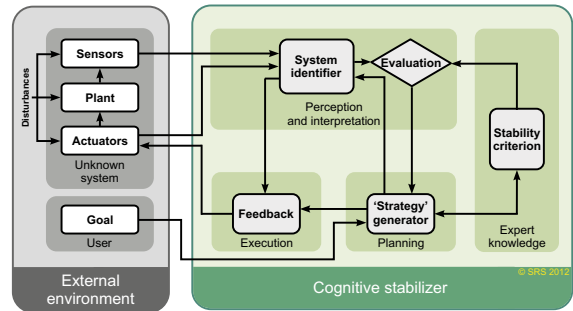 Disturbances
Sensors
Plant
Actuators
Unknown
system
Goal
User
External
environment
System
identifier
Evaluation
Perception
and interpretation
Stability
criterion
Feedback
Execution
'Strategy'
generator
Planning
Expert
knowledge
© SRS 2012
Cognitive stabilizer